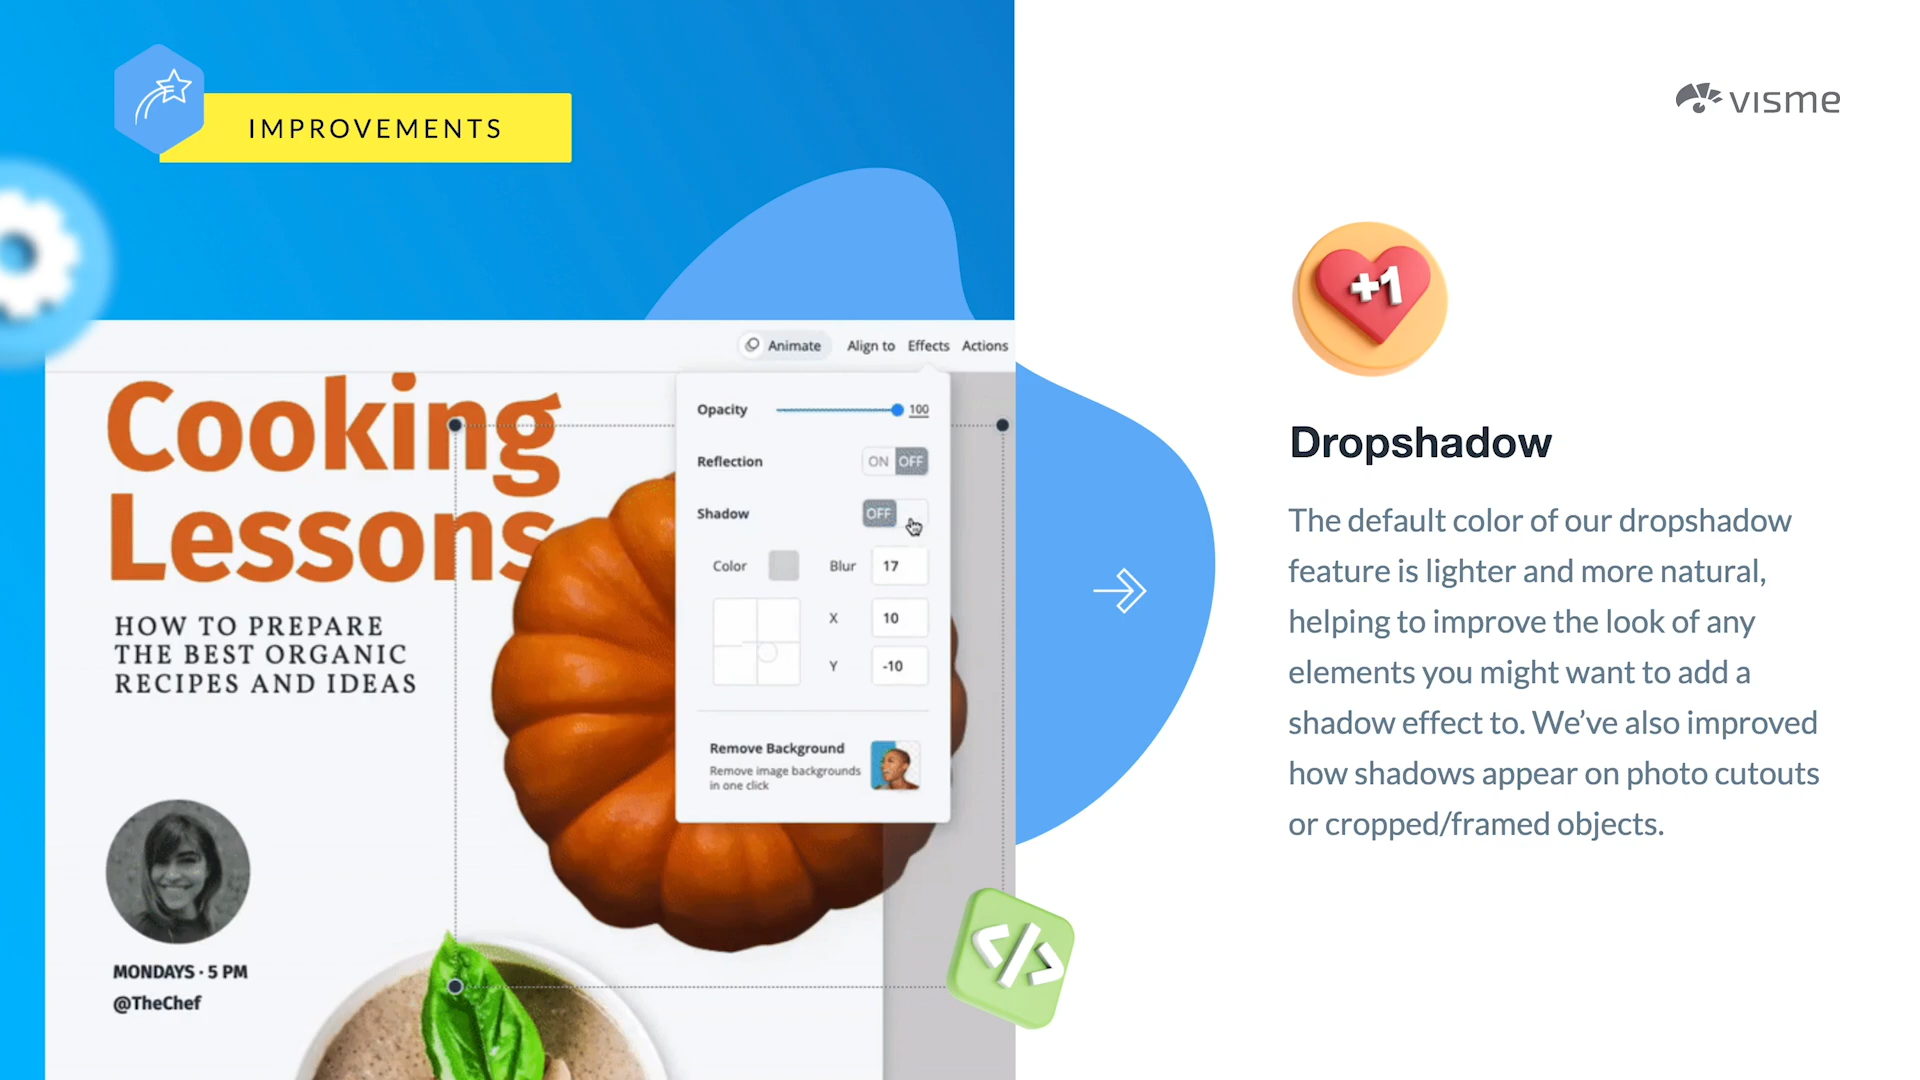 IMPROVEMENTS
visme
Animate
Align to
Effects
Actions
Cooking
Lessons
HOW TO PREPARE
THE BEST ORGANIC
RECIPES AND IDEAS
MONDAYS · 5 PM
@TheChef
Opacity 100
Reflection ON OFF
Shadow OFF
Color Blur 17
X 10
Y -10
Remove Background
Remove image backgrounds
in one click
+1
Dropshadow
The default color of our dropshadow
feature is lighter and more natural,
helping to improve the look of any
elements you might want to add a
shadow effect to. We’ve also improved
how shadows appear on photo cutouts
or cropped/framed objects.
</>